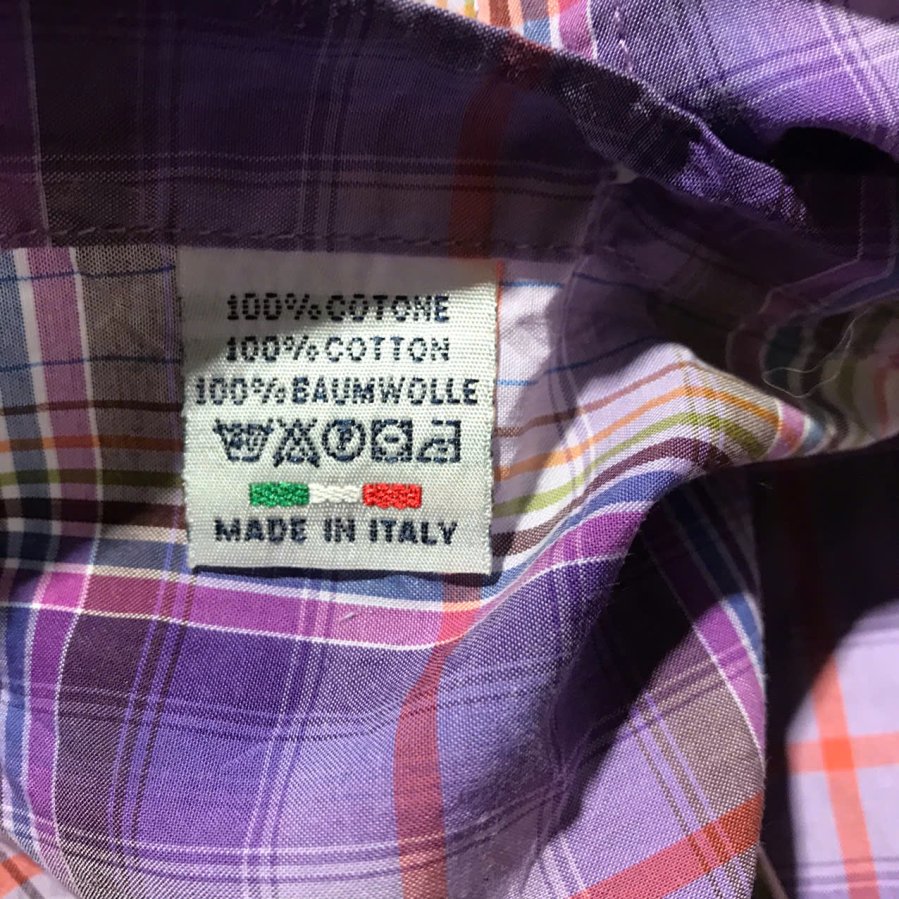 100% COTONE
100% COTTON
100% BAUMWOLLE
MADE IN ITALY